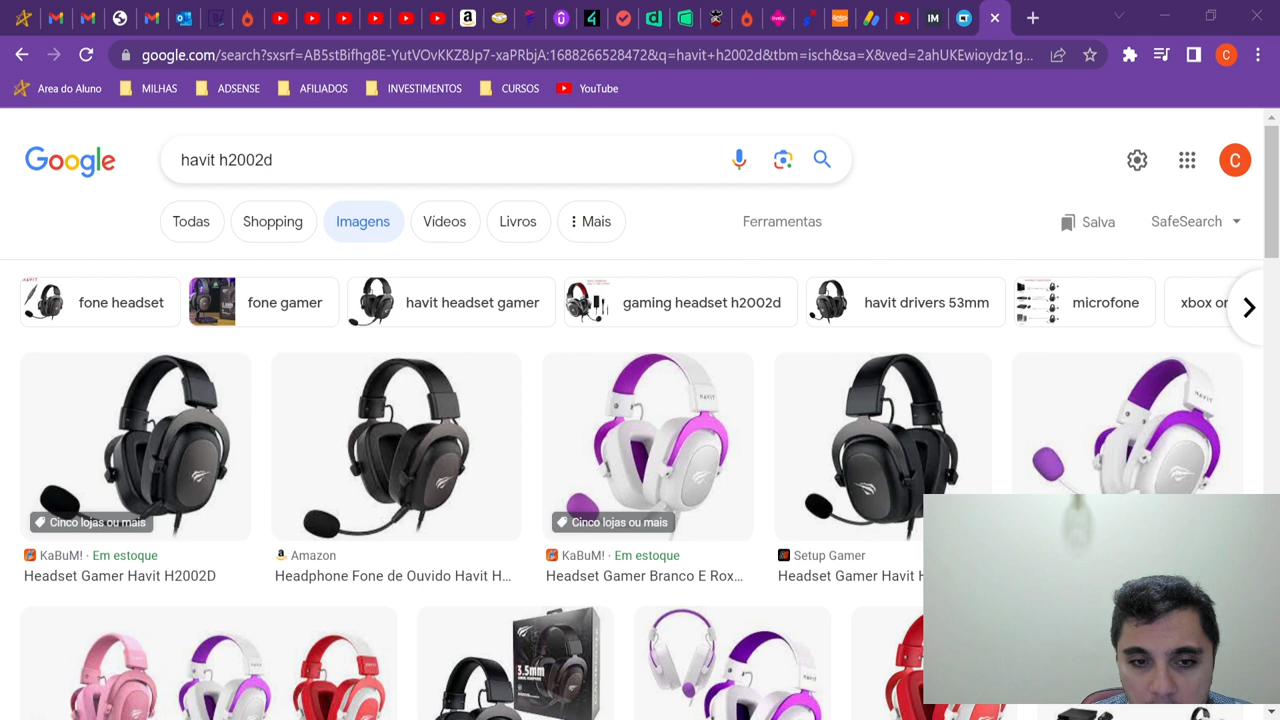 google.com/search?sxsrf=AB5stBifhg8E-YutVOvKKZ8Jp7-xaPRbjA:1688266528472&q=havit+h2002d&tbm=isch&sa=X&ved=2ahUKEwioydz1g...
C
Area do Aluno MILHAS ADSENSE AFILIADOS INVESTIMENTOS CURSOS YouTube
Google havit h2002d C
Todas Shopping Imagens Vídeos Livros Mais Ferramentas Salva SafeSearch
fone headset fone gamer havit headset gamer gaming headset h2002d havit drivers 53mm microfone xbox or
Cinco lojas ou mais Cinco lojas ou mais
KaBuM! · Em estoque Amazon KaBuM! · Em estoque Setup Gamer
Headset Gamer Havit H2002D Headphone Fone de Ouvido Havit H... Headset Gamer Branco E Rox... Headset Gamer Havit H
3.5mm